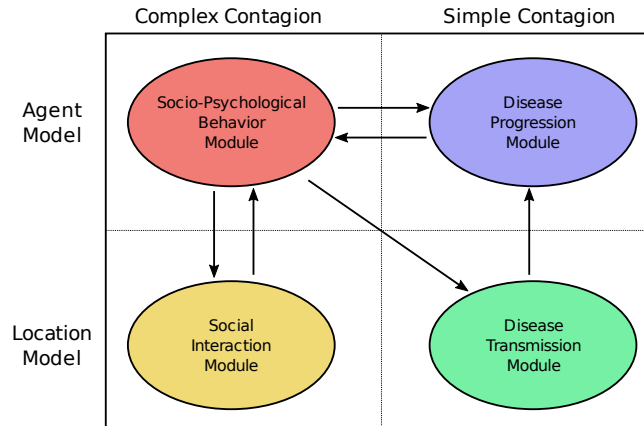 Complex Contagion
Simple Contagion
Agent
Model
Socio-Psychological
Behavior
Module
Disease
Progression
Module
Location
Model
Social
Interaction
Module
Disease
Transmission
Module